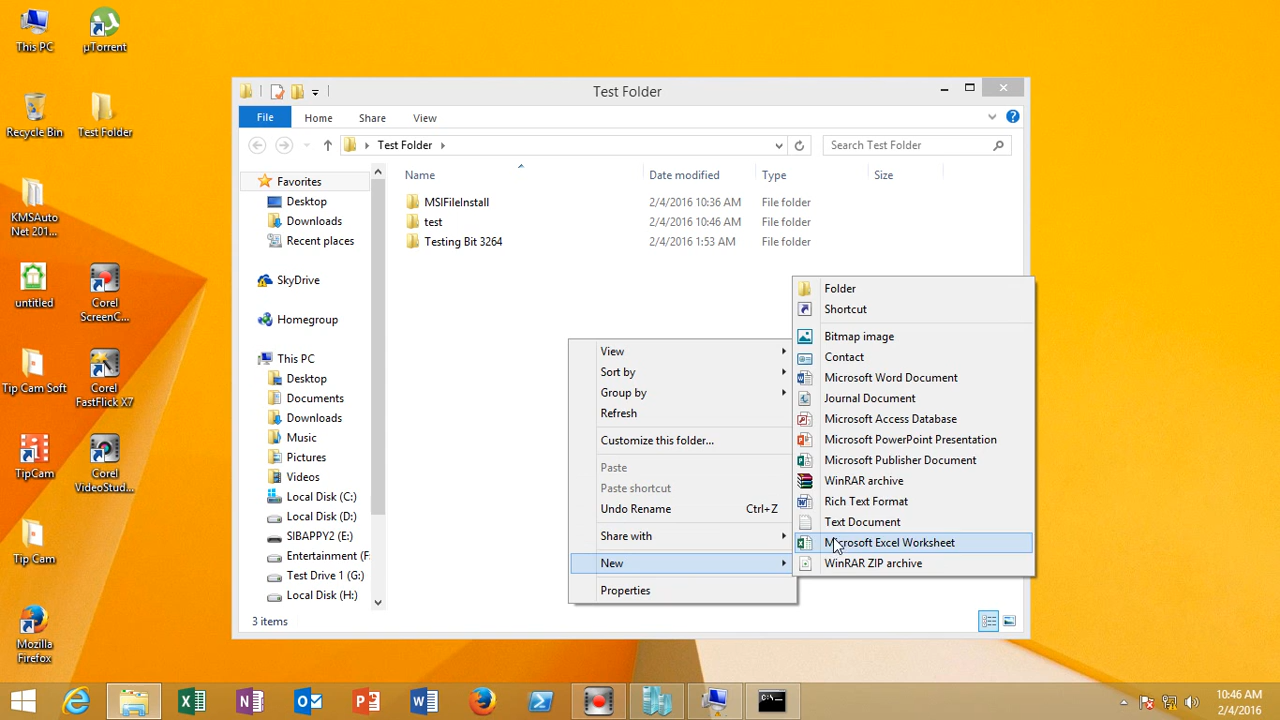 This PC
µTorrent
Recycle Bin
Test Folder
KMSAuto
Net 201...
untitled
Corel
ScreenC...
Tip Cam Soft
Corel
FastFlick X7
TipCam
Corel
VideoStud...
Tip Cam
Mozilla
Firefox
Test Folder
File
Home
Share
View
Test Folder
Search Test Folder
Name
Date modified
Type
Size
MSIFileInstall
2/4/2016 10:36 AM
File folder
test
2/4/2016 10:46 AM
File folder
Testing Bit 3264
2/4/2016 1:53 AM
File folder
Favorites
Desktop
Downloads
Recent places
SkyDrive
Homegroup
This PC
Desktop
Documents
Downloads
Music
Pictures
Videos
Local Disk (C:)
Local Disk (D:)
SIBAPPY2 (E:)
Entertainment (F:
Test Drive 1 (G:)
Local Disk (H:)
3 items
View
Sort by
Group by
Refresh
Customize this folder...
Paste
Paste shortcut
Undo Rename Ctrl+Z
Share with
New
Properties
Folder
Shortcut
Bitmap image
Contact
Microsoft Word Document
Journal Document
Microsoft Access Database
Microsoft PowerPoint Presentation
Microsoft Publisher Document
WinRAR archive
Rich Text Format
Text Document
Microsoft Excel Worksheet
WinRAR ZIP archive
10:46 AM
2/4/2016